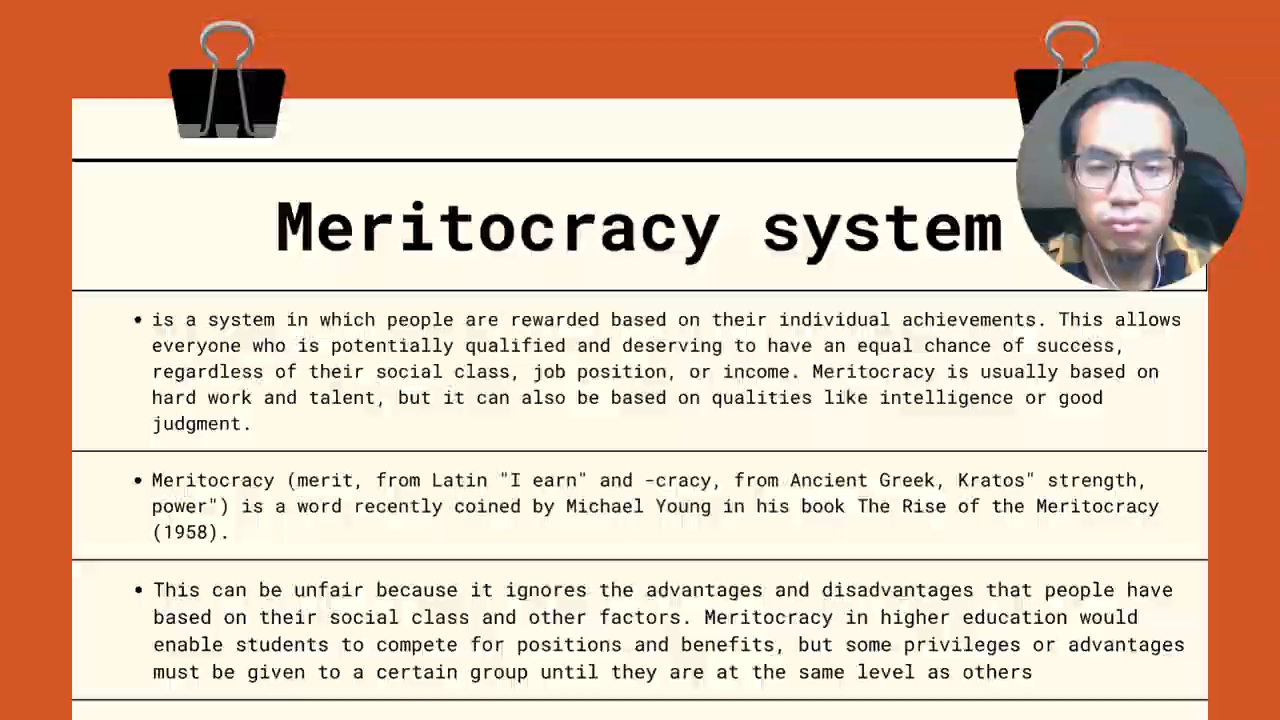 Meritocracy system
• is a system in which people are rewarded based on their individual achievements. This allows
everyone who is potentially qualified and deserving to have an equal chance of success,
regardless of their social class, job position, or income. Meritocracy is usually based on
hard work and talent, but it can also be based on qualities like intelligence or good
judgment.
• Meritocracy (merit, from Latin "I earn" and -cracy, from Ancient Greek, Kratos" strength,
power") is a word recently coined by Michael Young in his book The Rise of the Meritocracy
(1958).
• This can be unfair because it ignores the advantages and disadvantages that people have
based on their social class and other factors. Meritocracy in higher education would
enable students to compete for positions and benefits, but some privileges or advantages
must be given to a certain group until they are at the same level as others